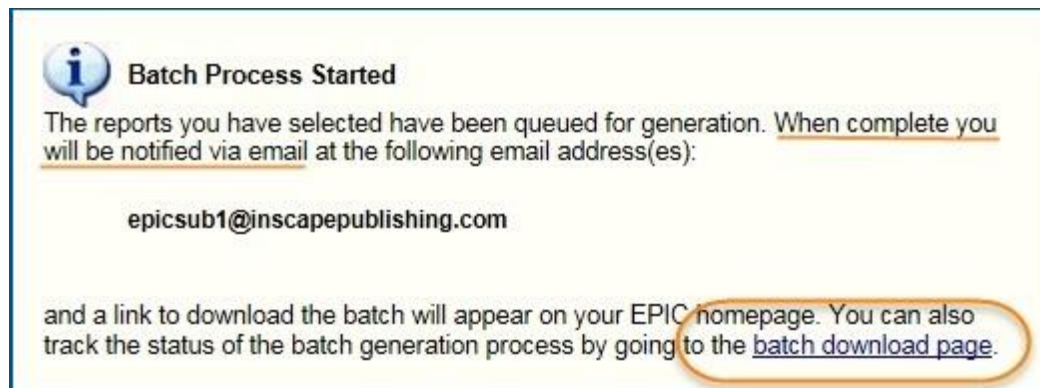 Batch Process Started
The reports you have selected have been queued for generation. When complete you
will be notified via email at the following email address(es):
epicsub1@inscapepublishing.com
and a link to download the batch will appear on your EPIC homepage. You can also
track the status of the batch generation process by going to the batch download page.